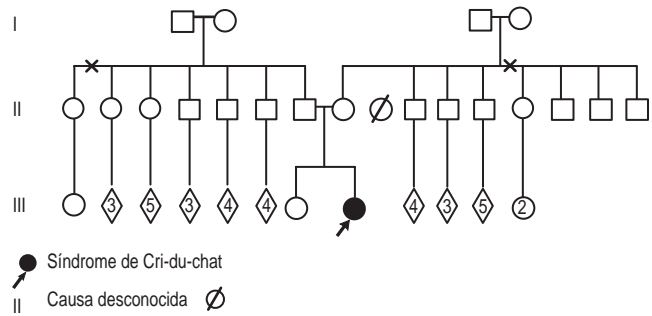 I
II
III
3 5 3 4 4 4 3 5 2
Síndrome de Cri-du-chat
II Causa desconocida